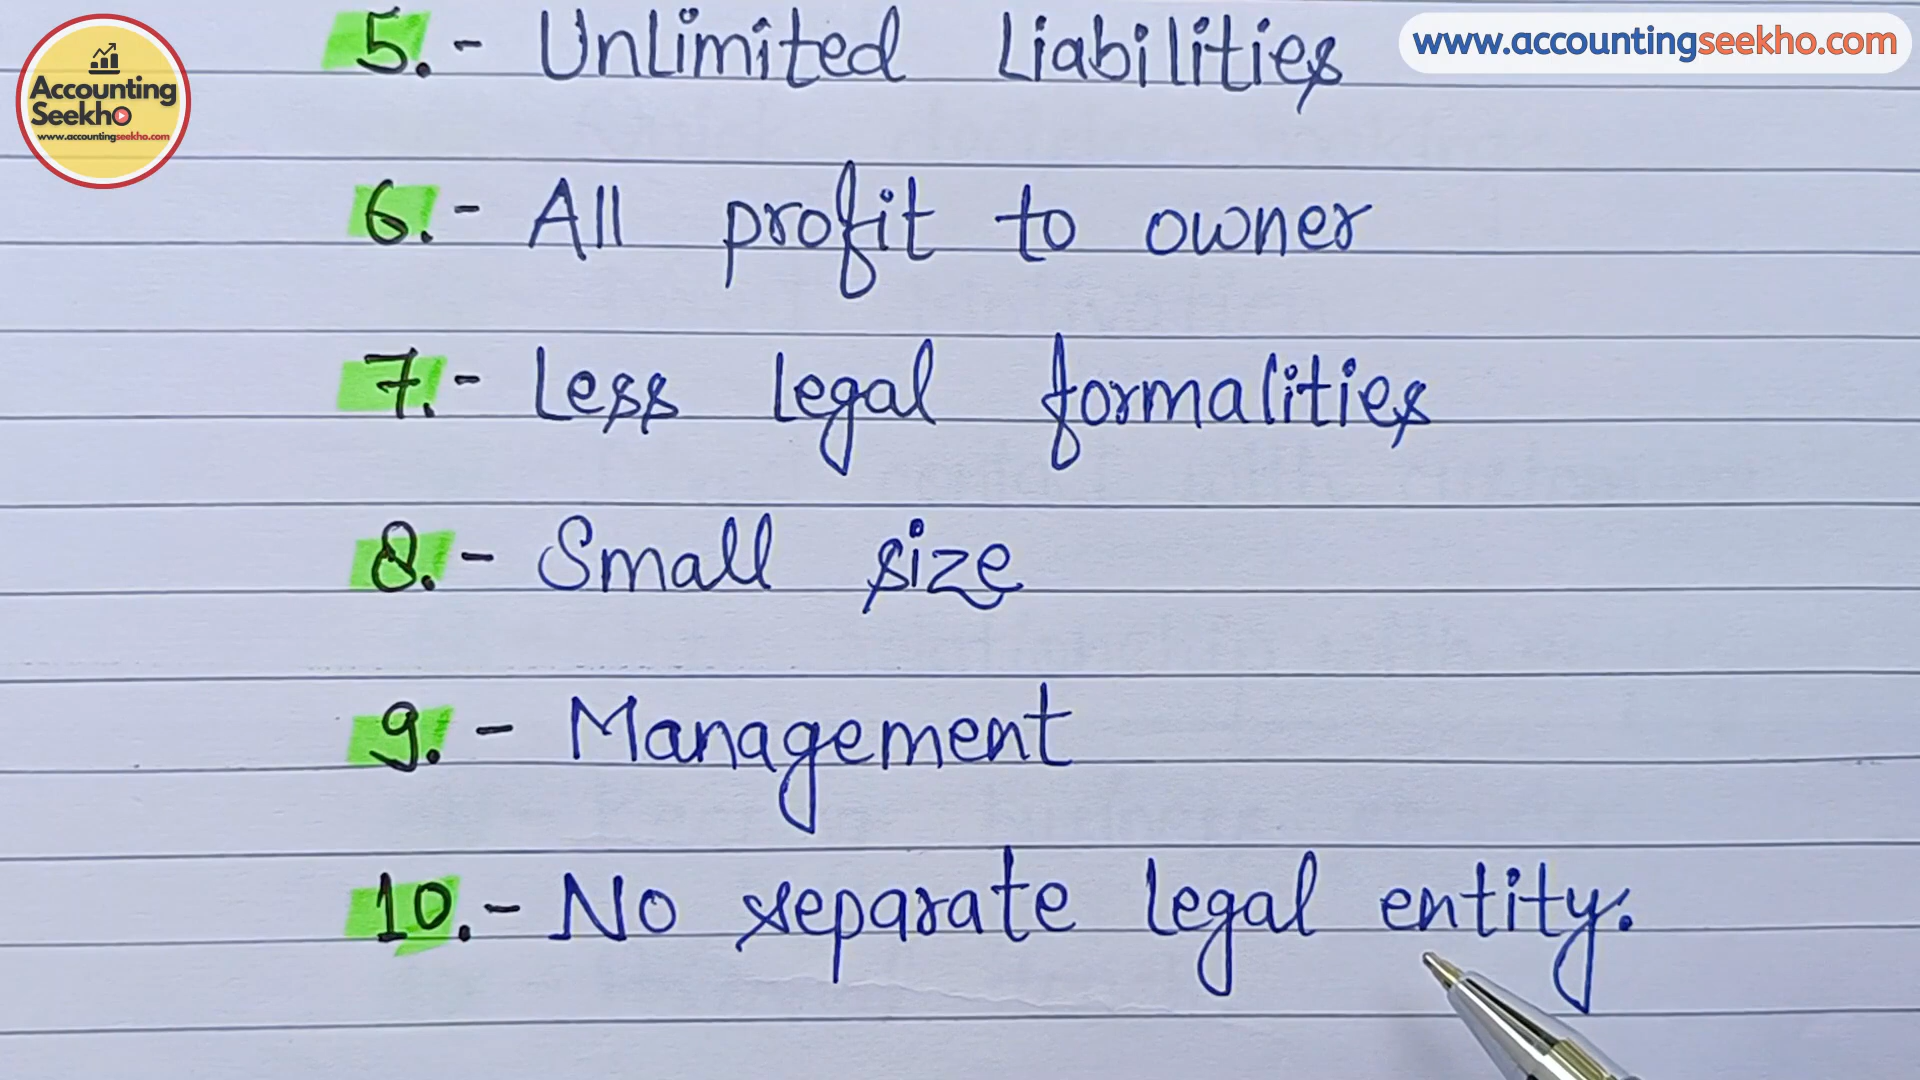 Accounting
Seekho
www.accountingseekho.com
www.accountingseekho.com
5.- Unlimited Liabilities
6.- All profit to owner
7.- Less legal formalities
8.- Small size
9.- Management
10.- No separate legal entity.